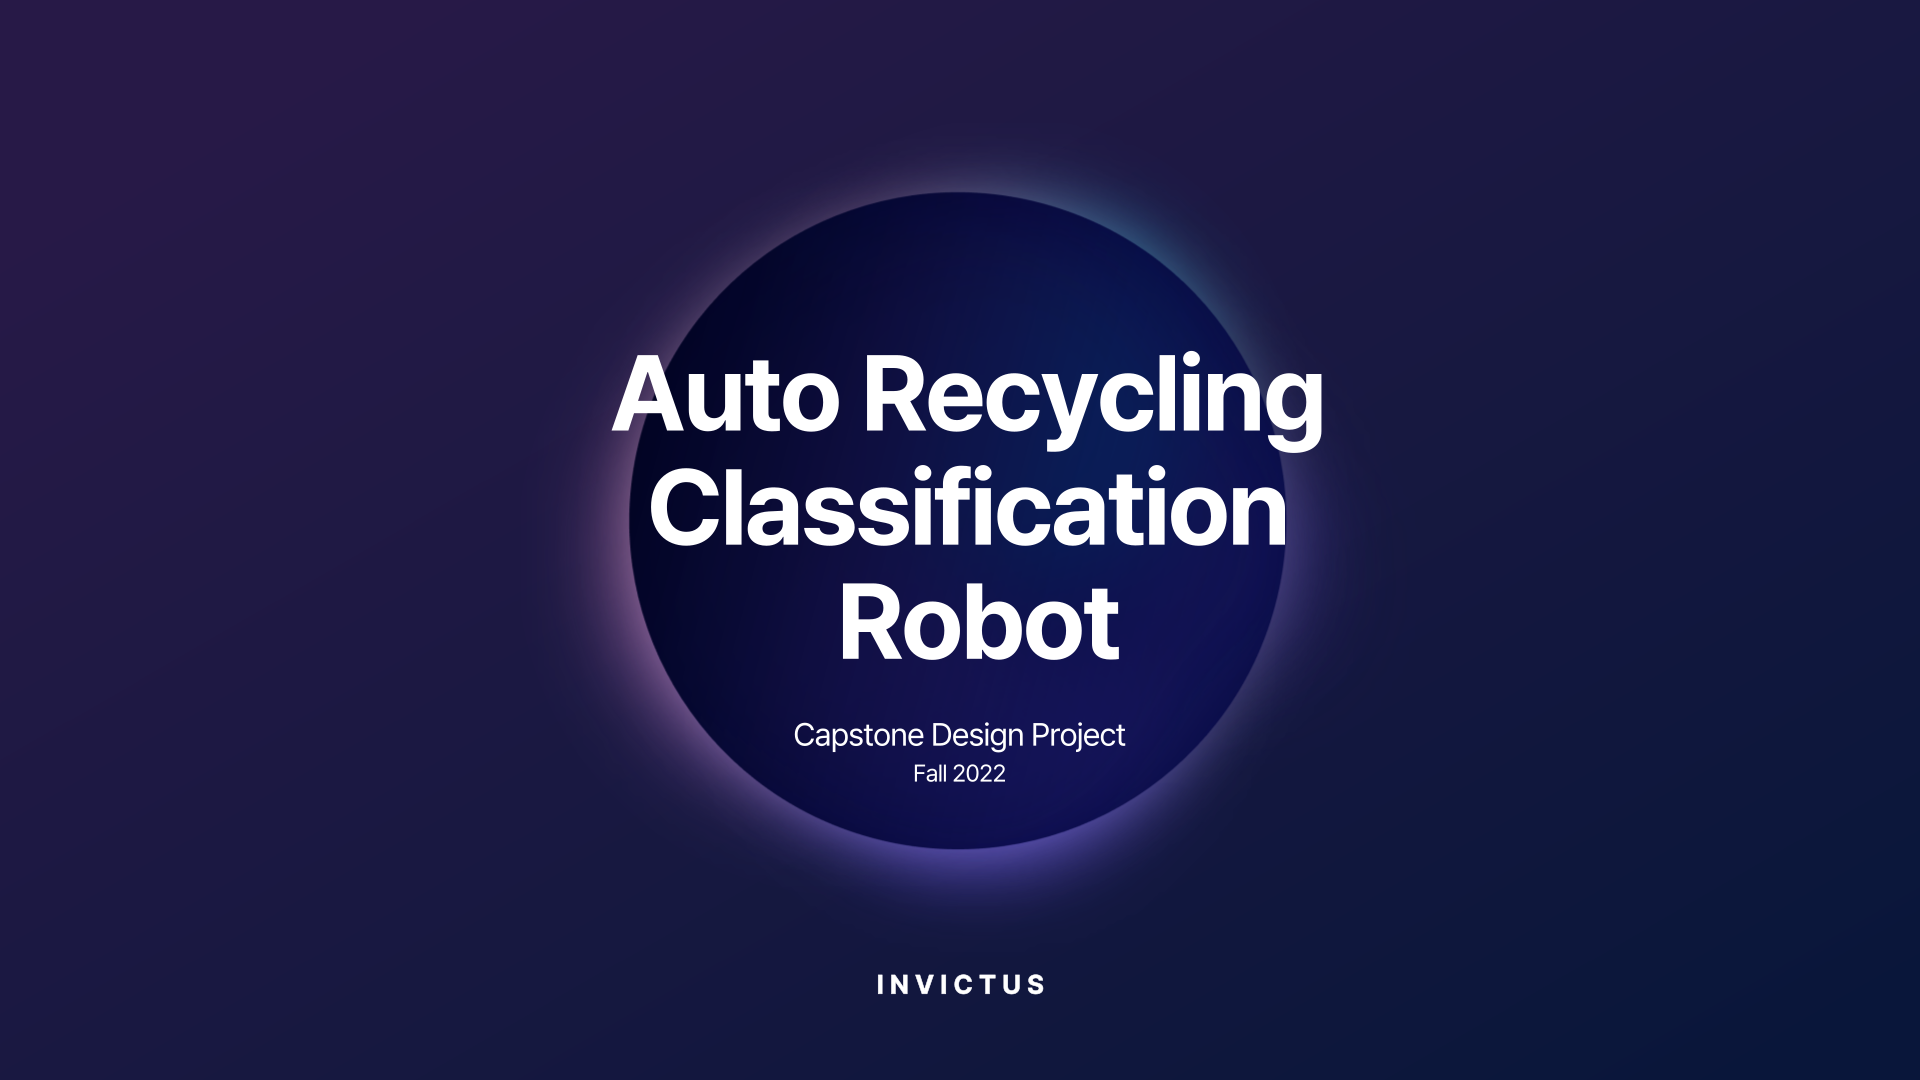 Auto Recycling
Classification
Robot
Capstone Design Project
Fall 2022
INVICTUS